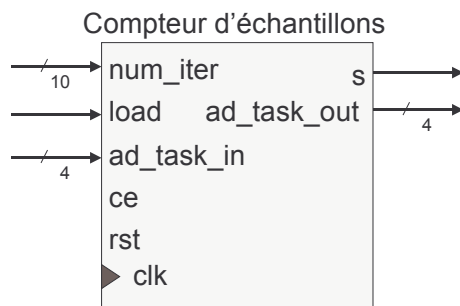 Compteur d’échantillons
num_iter
10
s
load
ad_task_out
4
ad_task_in
4
ce
rst
clk